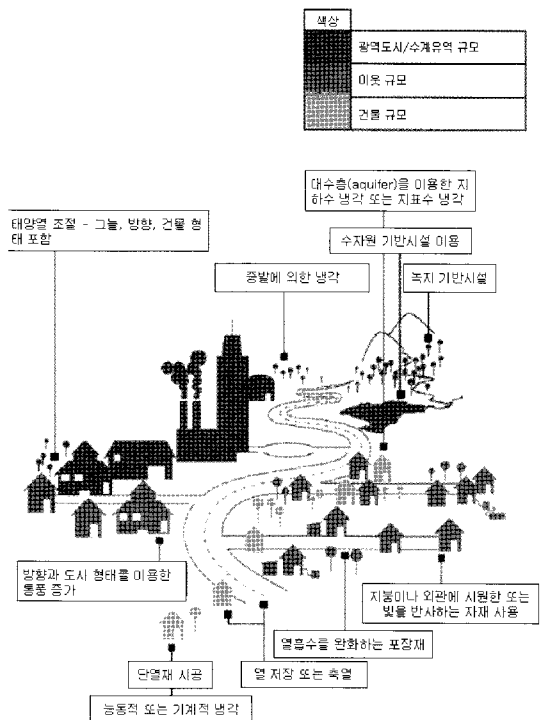 색상
광역도시/수계유역 규모
이웃 규모
건물 규모
대수층(aquifer)을 이용한 지
하수 냉각 또는 지표수 냉각
태양열 조절 - 그늘, 방향, 건물 형
태 포함
수자원 기반시설 이용
증발에 의한 냉각
녹지 기반시설
방향과 도시 형태를 이용한
통풍 증가
지붕이나 외관에 시원한 또는
빛을 반사하는 자재 사용
열흡수를 완화하는 포장재
단열재 시공
열 저장 또는 축열
능동적 또는 기계적 냉각